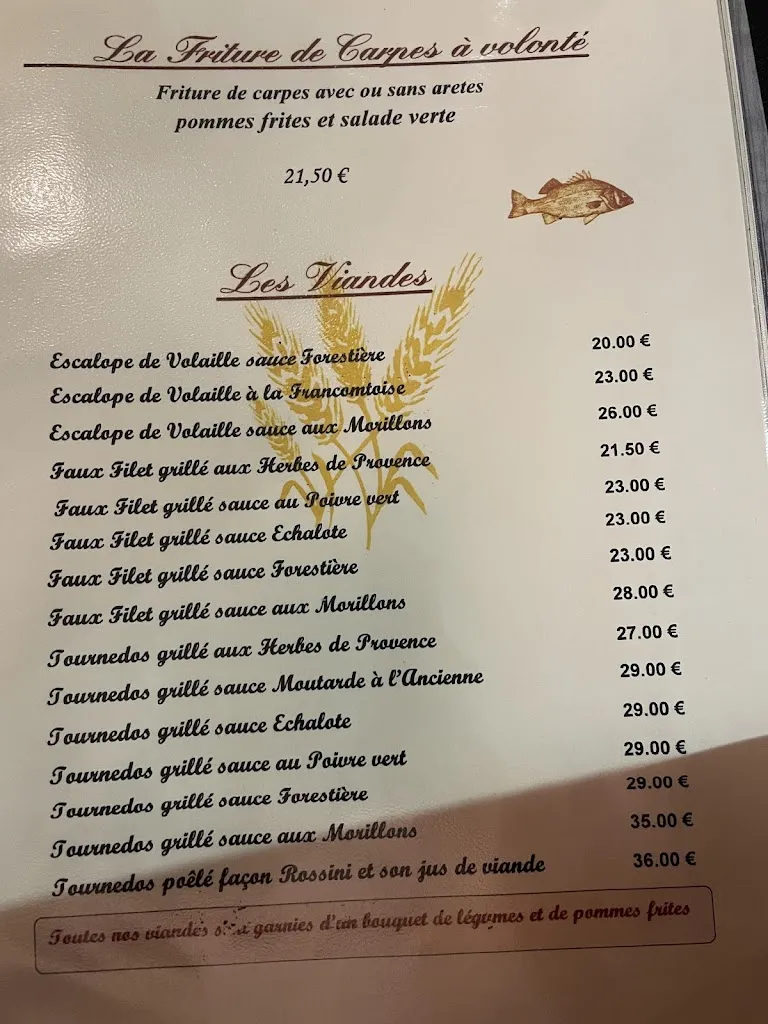 La Friture de Carpes à volonté
Friture de carpes avec ou sans aretes
pommes frites et salade verte
21,50 €
Les Viandes
Escalope de Volaille sauce Forestière 20.00 €
Escalope de Volaille à la Francomtoise 23.00 €
Escalope de Volaille sauce aux Morillons 26.00 €
Faux Filet grillé aux Herbes de Provence 21.50 €
Faux Filet grillé sauce au Poivre vert 23.00 €
Faux Filet grillé sauce Echalote 23.00 €
Faux Filet grillé sauce Forestière 23.00 €
Faux Filet grillé sauce aux Morillons 28.00 €
Tournedos grillé aux Herbes de Provence 27.00 €
Tournedos grillé sauce Moutarde à l'Ancienne 29.00 €
Tournedos grillé sauce Echalote 29.00 €
Tournedos grillé sauce au Poivre vert 29.00 €
Tournedos grillé sauce Forestière 29.00 €
Tournedos grillé sauce aux Morillons 35.00 €
Tournedos poêlé façon Rossini et son jus de viande 36.00 €
Toutes nos viandes sont garnies d'un bouquet de légumes et de pommes frites